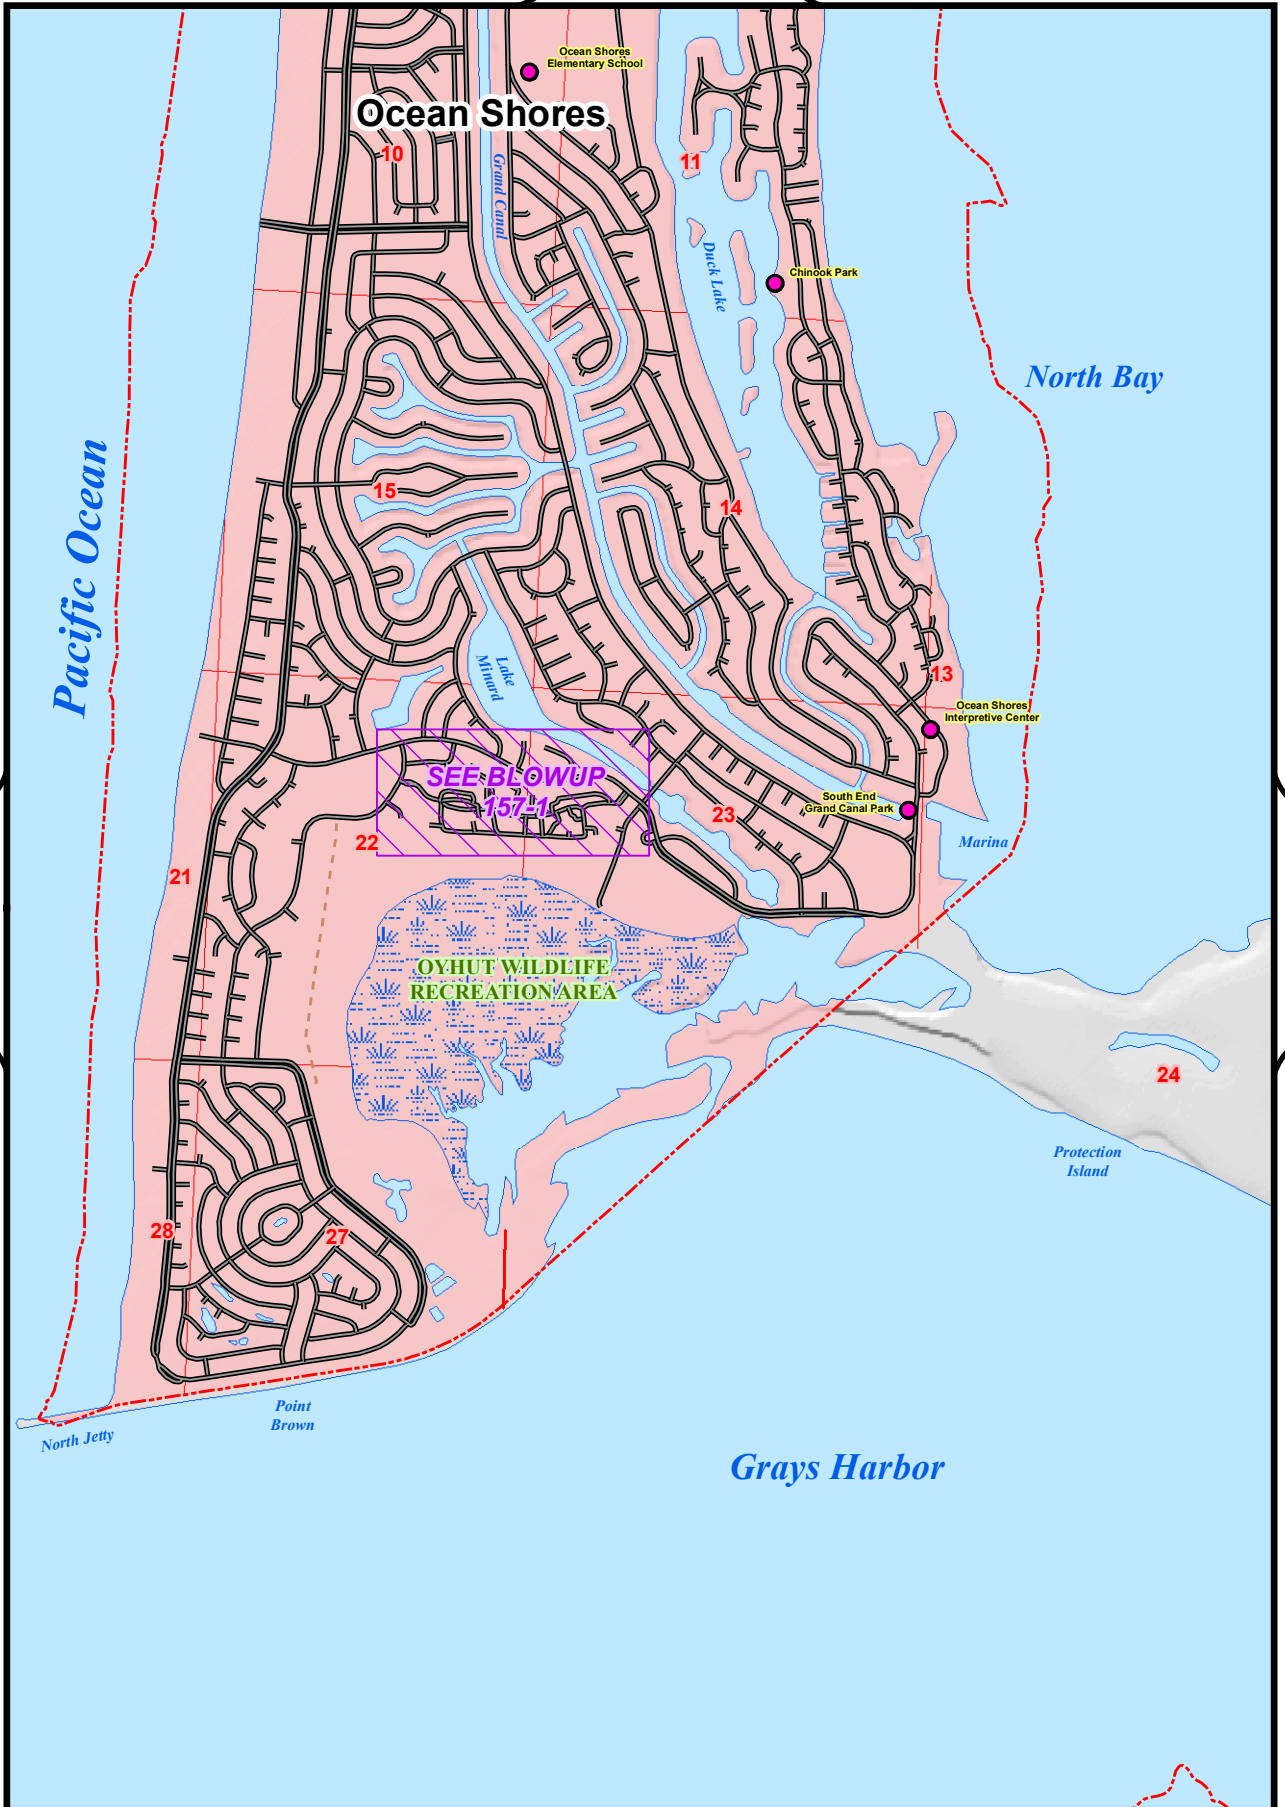 Ocean Shores
Elementary School
Ocean Shores
10
11
Grand Canal
Duck Lake
Chinook Park
North Bay
Pacific Ocean
15
14
Lake
Minard
13
Ocean Shores
Interpretive Center
SEE BLOWUP
157-1
South End
Grand Canal Park
23
22
Marina
21
OYHUT WILDLIFE
RECREATION AREA
24
Protection
Island
28
27
Point
Brown
North Jetty
Grays Harbor